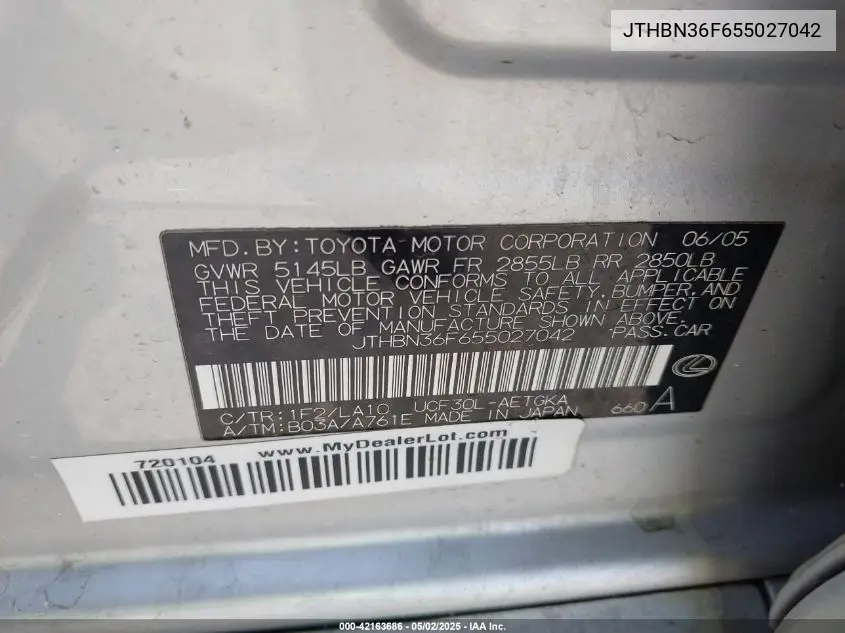 JTHBN36F655027042
MFD. BY: TOYOTA MOTOR CORPORATION 06/05
GVWR 5145LB GAWR FR 2855LB RR 2850LB
THIS VEHICLE CONFORMS TO ALL APPLICABLE
FEDERAL MOTOR VEHICLE SAFETY, BUMPER, AND
THEFT PREVENTION STANDARDS IN EFFECT ON
THE DATE OF MANUFACTURE SHOWN ABOVE.
JTHBN36F655027042 PASS. CAR
C/TR: 1F2/LA10 UCF30L-AETGKA
A/TM: B03A/A761E MADE IN JAPAN 660 A
720104 www.MyDealerLot.com
000-42163686 - 05/02/2025 - IAA Inc.